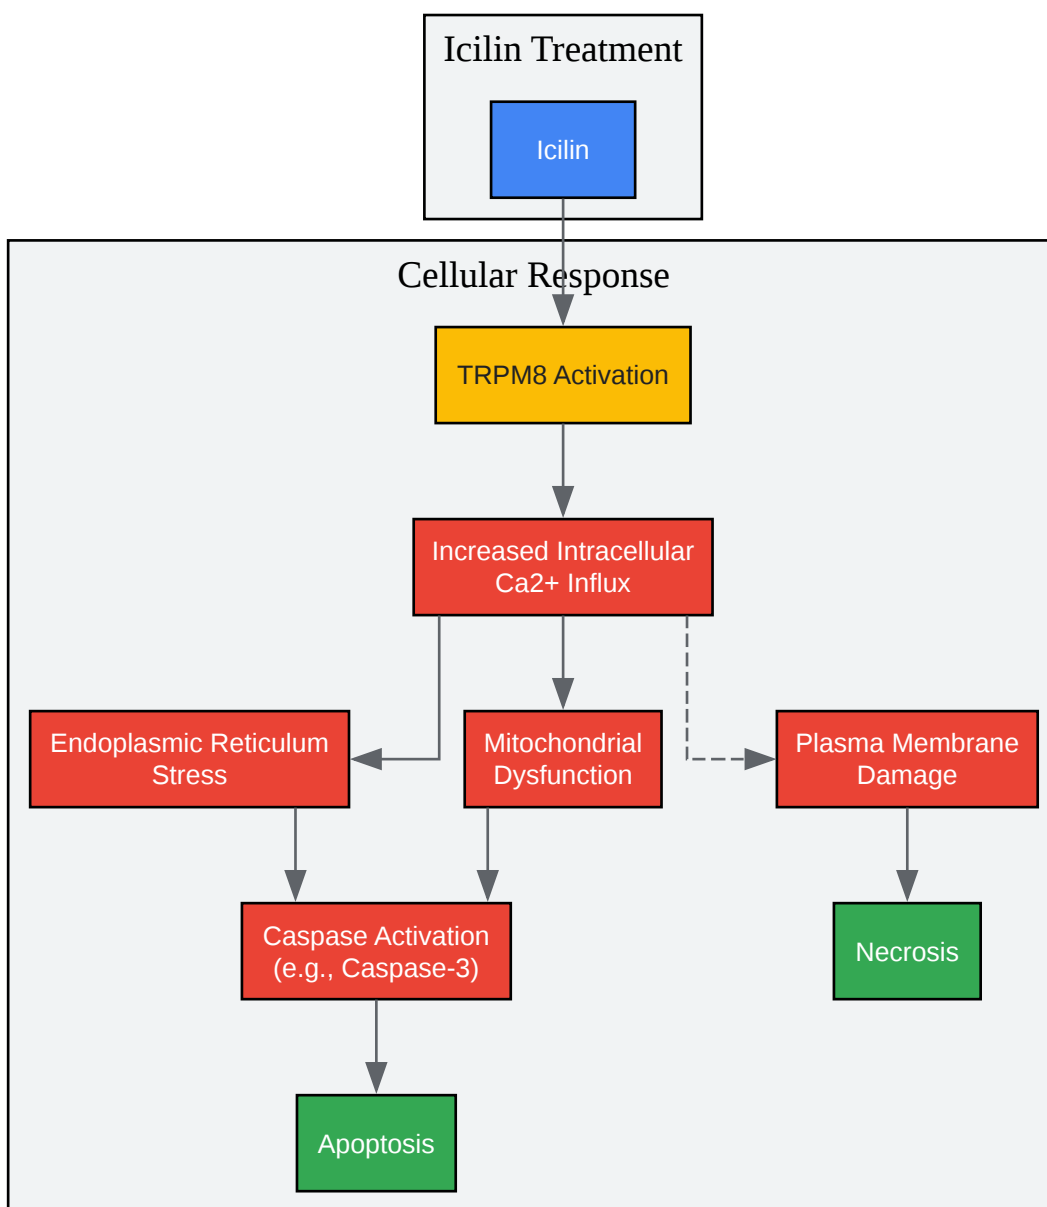 Icilin Treatment
Icilin
Cellular Response
TRPM8 Activation
Increased Intracellular
Ca2+ Influx
Endoplasmic Reticulum
Stress
Mitochondrial
Dysfunction
Plasma Membrane
Damage
Caspase Activation
(e.g., Caspase-3)
Necrosis
Apoptosis